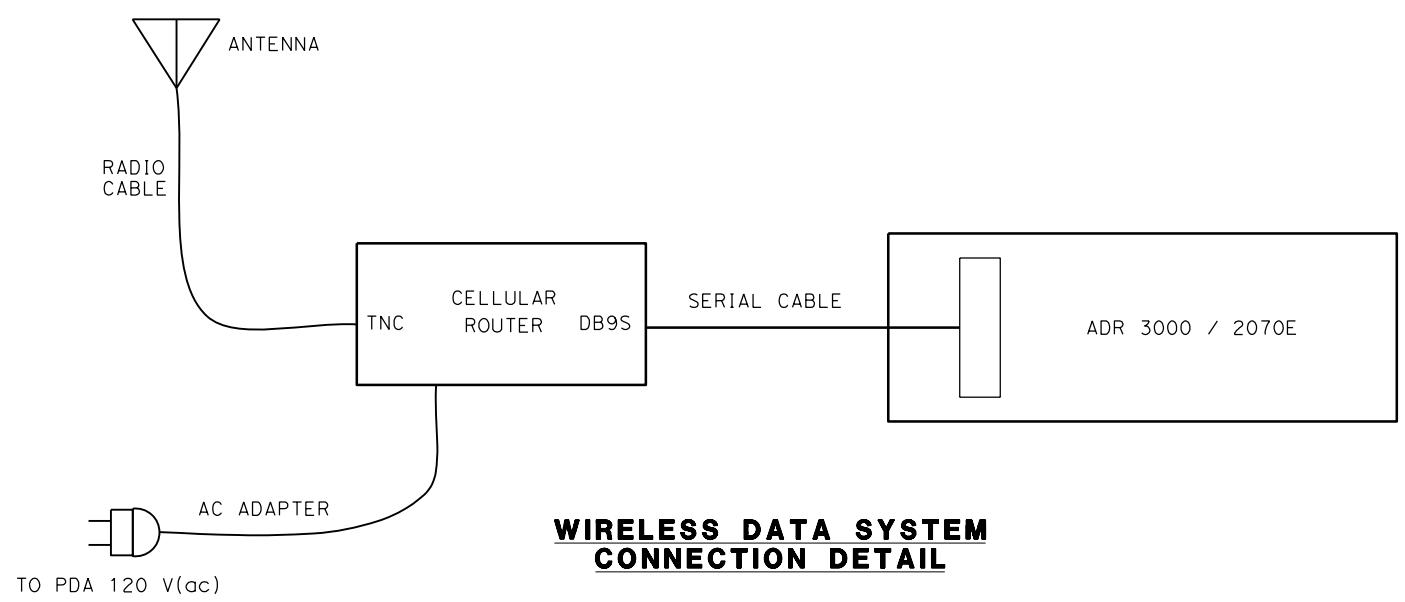 ANTENNA
RADIO
CABLE
CELLULAR
ROUTER
TNC
DB9S
SERIAL CABLE
ADR 3000 / 2070E
AC ADAPTER
TO PDA 120 V(ac)
WIRELESS DATA SYSTEM
CONNECTION DETAIL